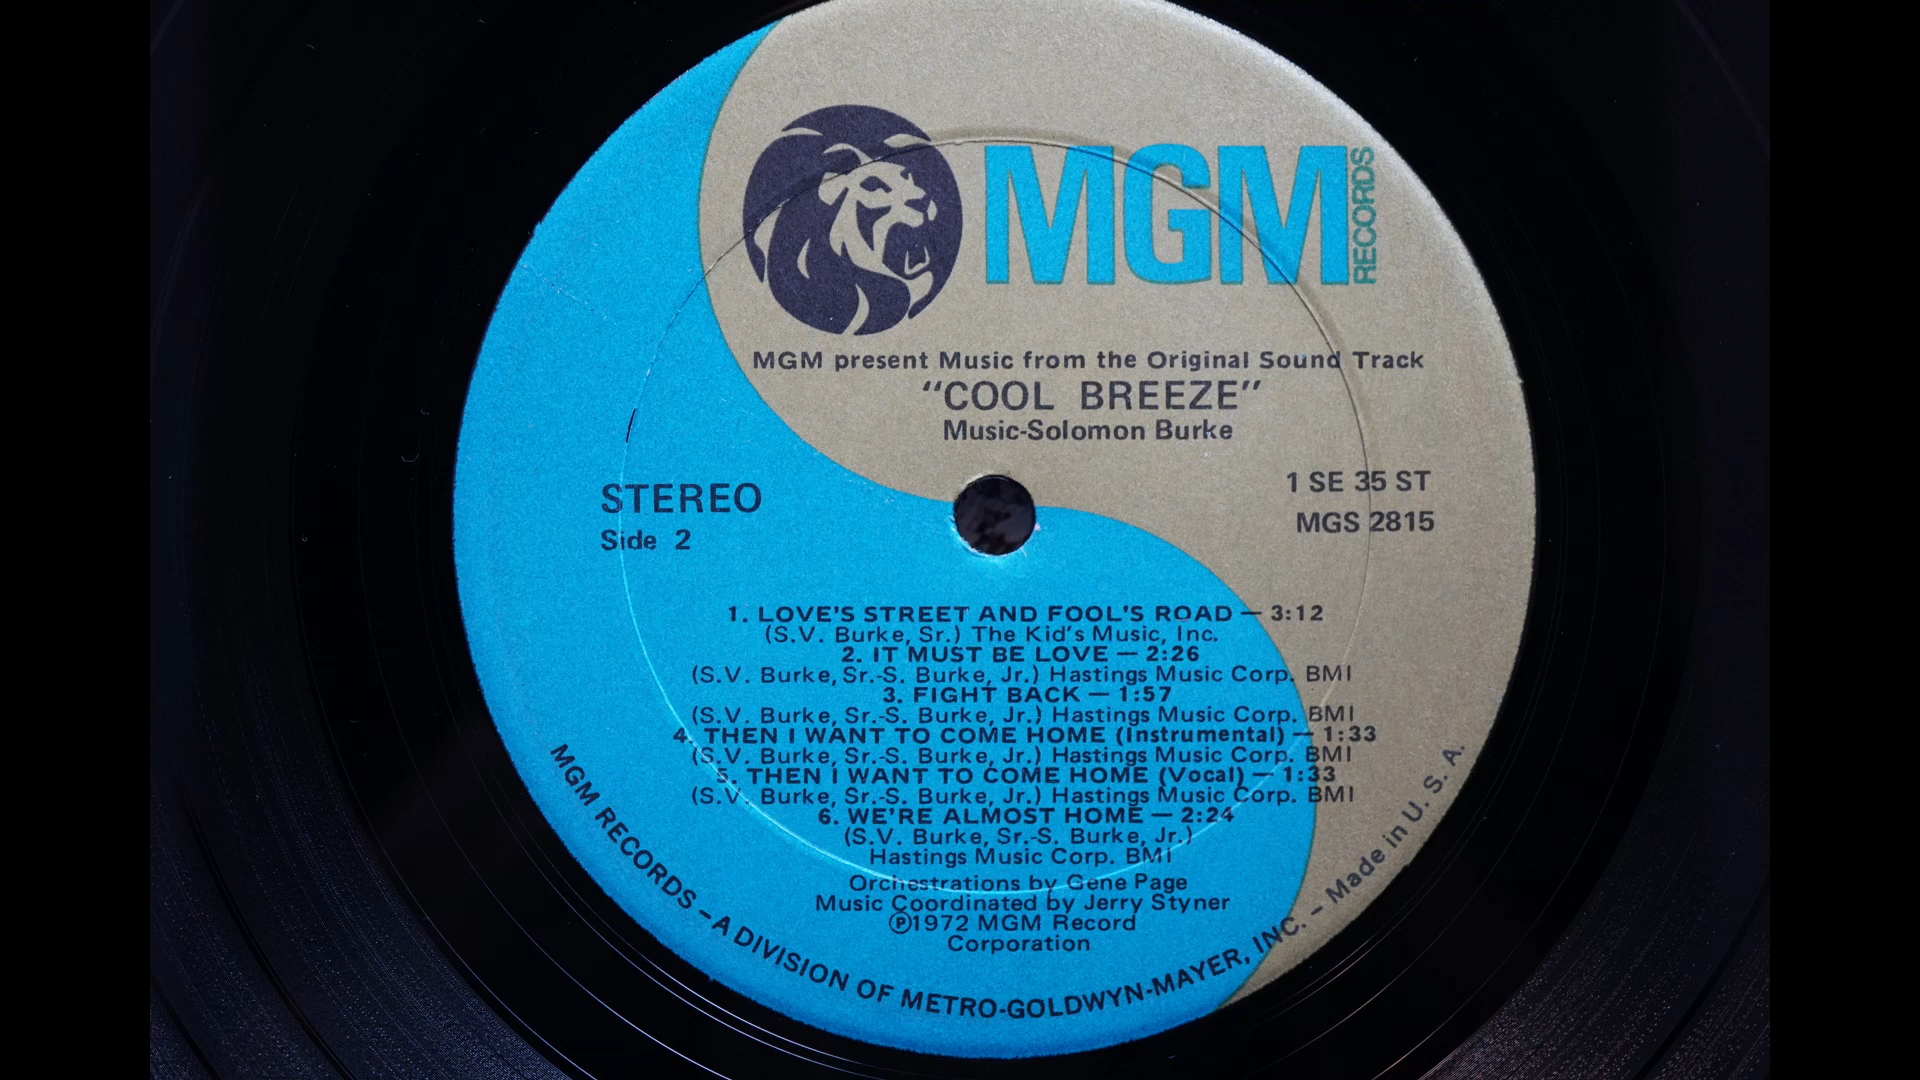 MGM RECORDS
MGM present Music from the Original Sound Track
"COOL BREEZE"
Music-Solomon Burke
STEREO
Side 2
1 SE 35 ST
MGS 2815
1. LOVE'S STREET AND FOOL'S ROAD — 3:12
(S.V. Burke, Sr.) The Kid's Music, Inc.
2. IT MUST BE LOVE — 2:26
(S.V. Burke, Sr.-S. Burke, Jr.) Hastings Music Corp. BMI
3. FIGHT BACK — 1:57
(S.V. Burke, Sr.-S. Burke, Jr.) Hastings Music Corp. BMI
4. THEN I WANT TO COME HOME (Instrumental) — 1:33
(S.V. Burke, Sr.-S. Burke, Jr.) Hastings Music Corp. BMI
5. THEN I WANT TO COME HOME (Vocal) — 1:33
(S.V. Burke, Sr.-S. Burke, Jr.) Hastings Music Corp. BMI
6. WE'RE ALMOST HOME — 2:24
(S.V. Burke, Sr.-S. Burke, Jr.)
Hastings Music Corp. BMI
Orchestrations by Gene Page
Music Coordinated by Jerry Styner
℗1972 MGM Record
Corporation
MGM RECORDS – A DIVISION OF METRO-GOLDWYN-MAYER, INC. – Made in U. S. A.